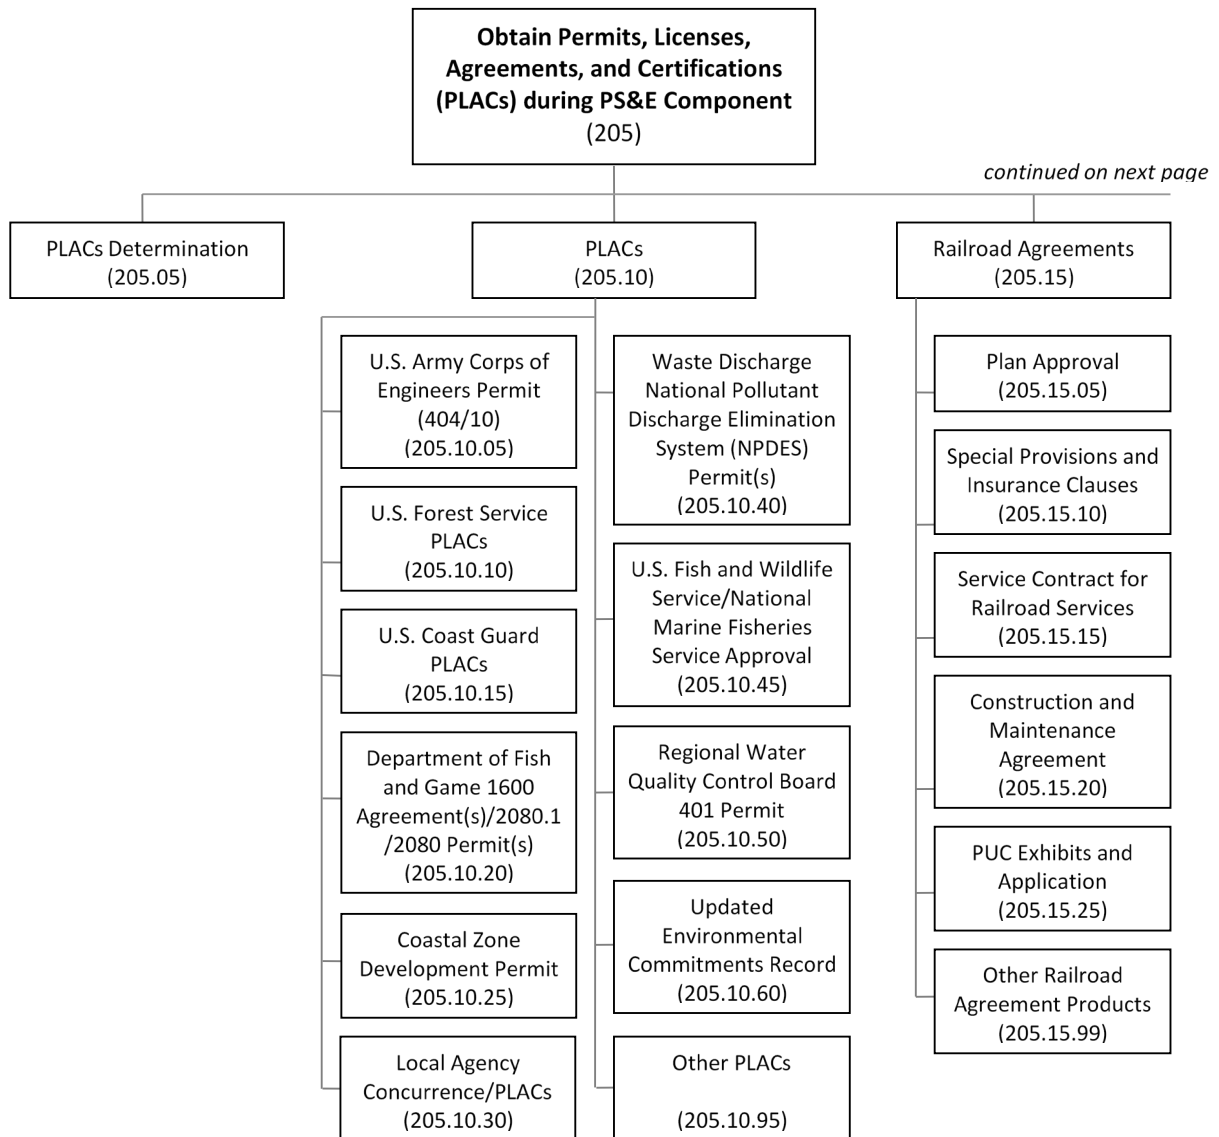 Obtain Permits, Licenses,
Agreements, and Certifications
(PLACs) during PS&E Component
(205)
continued on next page
PLACs Determination
(205.05)
PLACs
(205.10)
Railroad Agreements
(205.15)
U.S. Army Corps of
Engineers Permit
(404/10)
(205.10.05)
U.S. Forest Service
PLACs
(205.10.10)
U.S. Coast Guard
PLACs
(205.10.15)
Department of Fish
and Game 1600
Agreement(s)/2080.1
/2080 Permit(s)
(205.10.20)
Coastal Zone
Development Permit
(205.10.25)
Local Agency
Concurrence/PLACs
(205.10.30)
Waste Discharge
National Pollutant
Discharge Elimination
System (NPDES)
Permit(s)
(205.10.40)
U.S. Fish and Wildlife
Service/National
Marine Fisheries
Service Approval
(205.10.45)
Regional Water
Quality Control Board
401 Permit
(205.10.50)
Updated
Environmental
Commitments Record
(205.10.60)
Other PLACs
(205.10.95)
Plan Approval
(205.15.05)
Special Provisions and
Insurance Clauses
(205.15.10)
Service Contract for
Railroad Services
(205.15.15)
Construction and
Maintenance
Agreement
(205.15.20)
PUC Exhibits and
Application
(205.15.25)
Other Railroad
Agreement Products
(205.15.99)